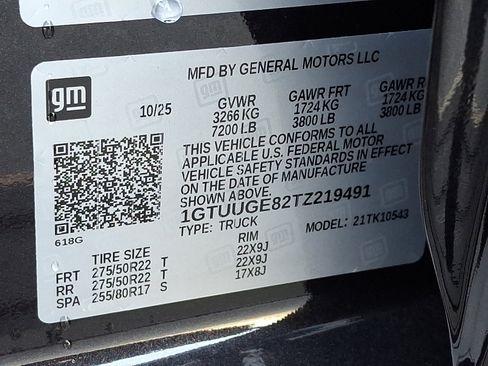 gm
MFD BY GENERAL MOTORS LLC
10/25 GVWR GAWR FRT GAWR R
3266 KG 1724 KG 1724 KG
7200 LB 3800 LB 3800 LB
THIS VEHICLE CONFORMS TO ALL
APPLICABLE U.S. FEDERAL MOTOR
VEHICLE SAFETY STANDARDS IN EFFECT
ON THE DATE OF MANUFACTURE
SHOWN ABOVE.
1GTUUGE82TZ219491
618G TYPE: TRUCK MODEL: 21TK10543
TIRE SIZE RIM
FRT 275/50R22 T 22X9J
RR 275/50R22 T 22X9J
SPA 255/80R17 S 17X8J